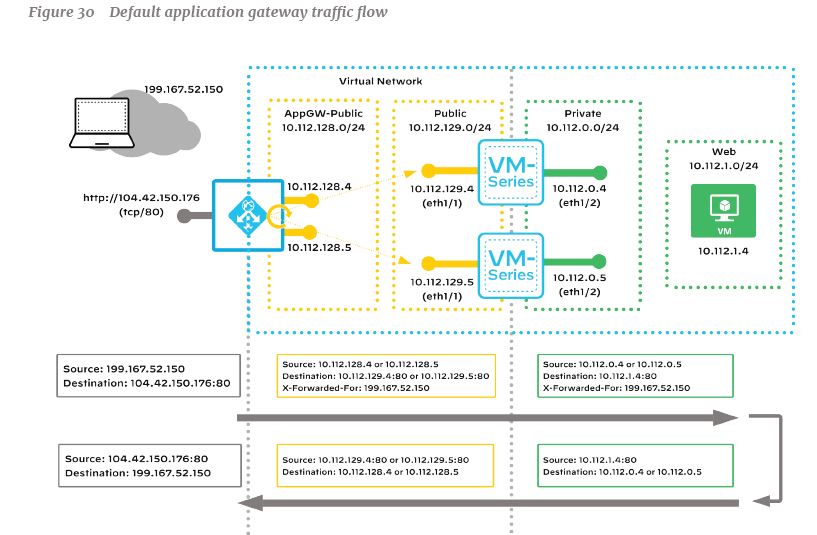 Figure 30 Default application gateway traffic flow
199.167.52.150
Virtual Network
AppGW-Public
10.112.128.0/24
Public
10.112.129.0/24
Private
10.112.0.0/24
Web
10.112.1.0/24
VM
10.112.1.4
http://104.42.150.176
(tcp/80)
10.112.128.4
10.112.128.5
10.112.129.4
(eth1/1)
VM-
Series
10.112.0.4
(eth1/2)
10.112.129.5
(eth1/1)
VM-
Series
10.112.0.5
(eth1/2)
Source: 199.167.52.150
Destination: 104.42.150.176:80
Source: 10.112.128.4 or 10.112.128.5
Destination: 10.112.129.4:80 or 10.112.129.5:80
X-Forwarded-For: 199.167.52.150
Source: 10.112.0.4 or 10.112.0.5
Destination: 10.112.1.4:80
X-Forwarded-For: 199.167.52.150
Source: 104.42.150.176:80
Destination: 199.167.52.150
Source: 10.112.129.4:80 or 10.112.129.5:80
Destination: 10.112.128.4 or 10.112.128.5
Source: 10.112.1.4:80
Destination: 10.112.0.4 or 10.112.0.5